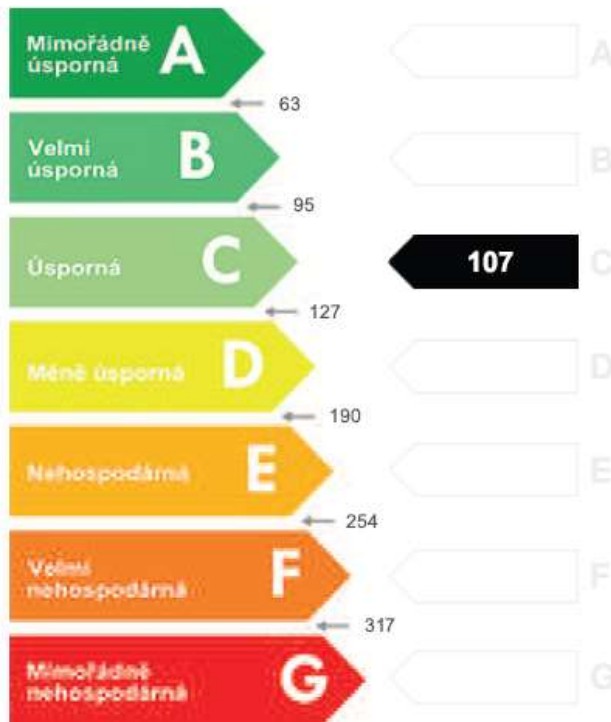 Mimořádně
úsporná
A
A
63
Velmi
úsporná
B
B
95
Úsporná
C
107
C
127
Méně úsporná
D
D
190
Nehospodárná
E
E
254
Velmi
nehospodárná
F
F
317
Mimořádně
nehospodárná
G
G